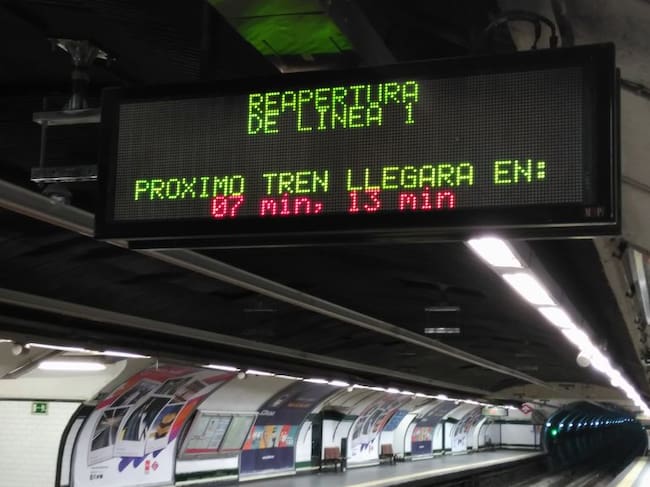 REAPERTURA
DE LINEA 1
PROXIMO TREN LLEGARA EN:
07 min, 13 min